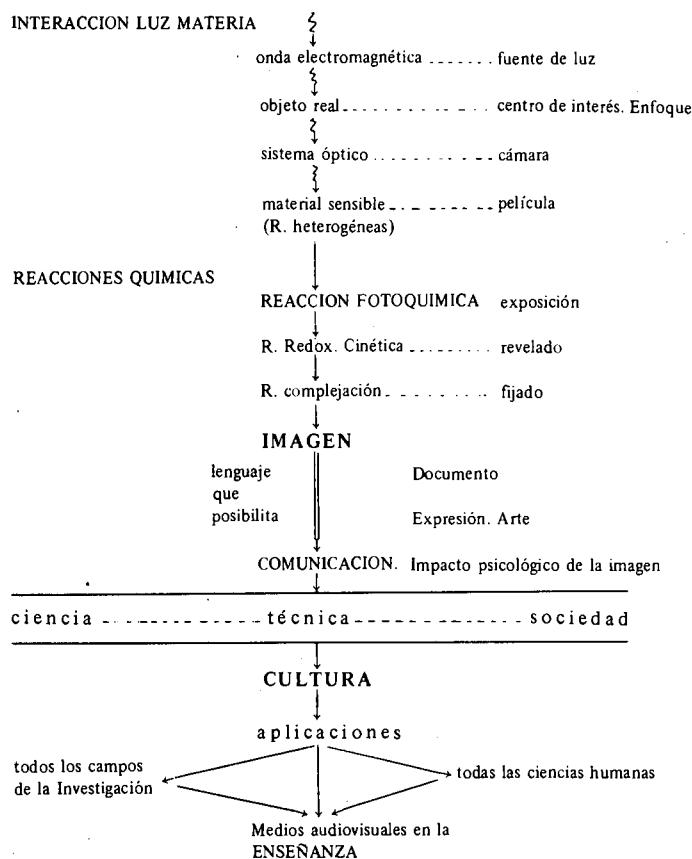 INTERACCION LUZ MATERIA
onda electromagnética ....... fuente de luz
objeto real ....... centro de interés. Enfoque
sistema óptico ....... cámara
material sensible ....... película
(R. heterogéneas)
REACCIONES QUIMICAS
REACCION FOTOQUIMICA exposición
R. Redox. Cinética ....... revelado
R. complejación ....... fijado
IMAGEN
lenguaje
que
posibilita
Documento
Expresión. Arte
COMUNICACION. Impacto psicológico de la imagen
ciencia ....... técnica ....... sociedad
CULTURA
aplicaciones
todos los campos
de la Investigación
todas las ciencias humanas
Medios audiovisuales en la
ENSEÑANZA